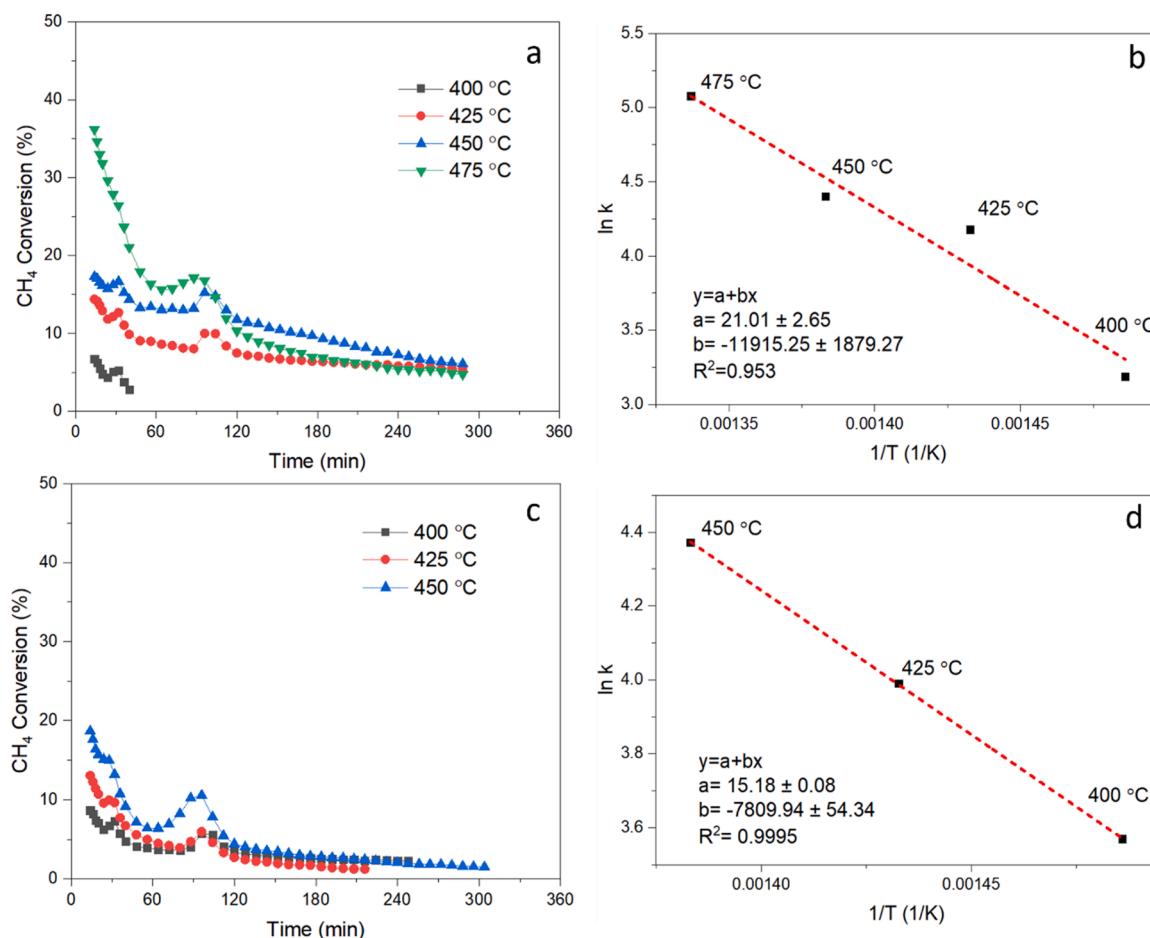 a
50
40
30
20
10
0
CH₄ Conversion (%)
400 °C
425 °C
450 °C
475 °C
0 60 120 180 240 300 360
Time (min)
b
5.5
5.0
4.5
4.0
3.5
3.0
ln k
475 °C
450 °C
425 °C
400 °C
y=a+bx
a= 21.01 ± 2.65
b= -11915.25 ± 1879.27
R²=0.953
0.00135 0.00140 0.00145
1/T (1/K)
c
50
40
30
20
10
0
CH₄ Conversion (%)
400 °C
425 °C
450 °C
0 60 120 180 240 300 360
Time (min)
d
4.4
4.2
4.0
3.8
3.6
ln k
450 °C
425 °C
400 °C
y=a+bx
a= 15.18 ± 0.08
b= -7809.94 ± 54.34
R²= 0.9995
0.00140 0.00145
1/T (1/K)